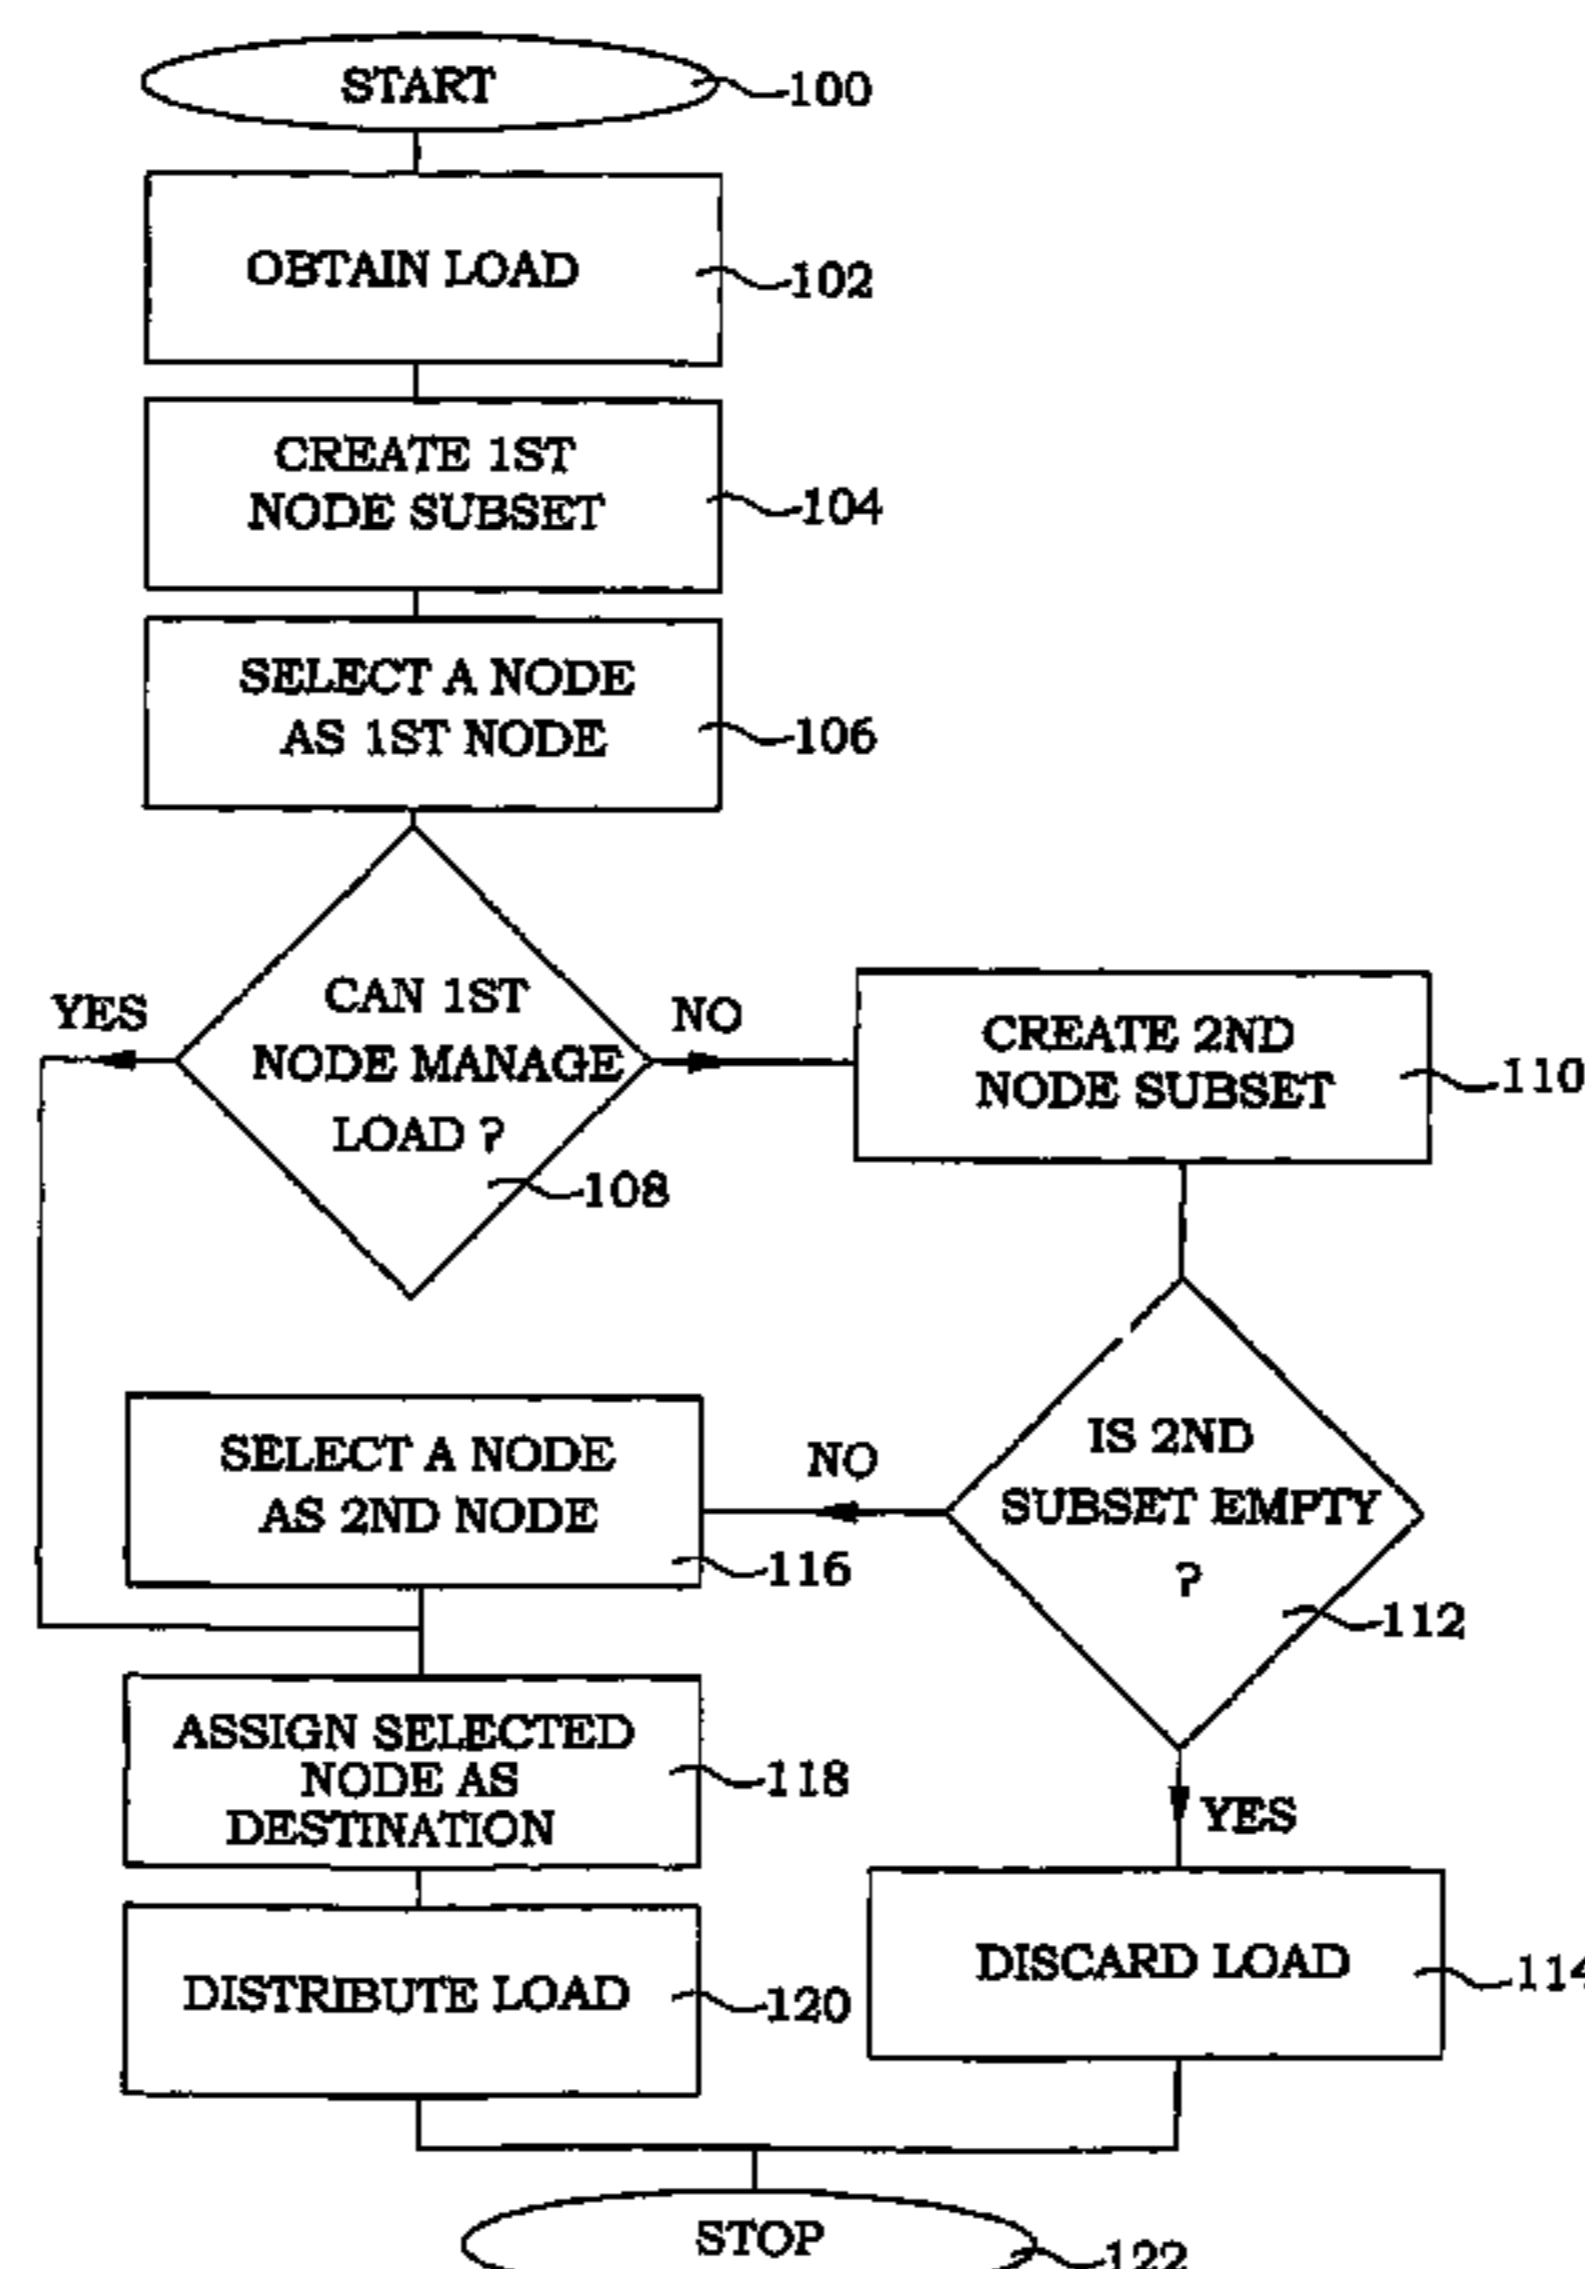 START
100
OBTAIN LOAD
102
CREATE 1ST
NODE SUBSET
104
SELECT A NODE
AS 1ST NODE
106
CAN 1ST
NODE MANAGE
LOAD ?
108
YES
NO
CREATE 2ND
NODE SUBSET
110
IS 2ND
SUBSET EMPTY
?
112
NO
YES
SELECT A NODE
AS 2ND NODE
116
ASSIGN SELECTED
NODE AS
DESTINATION
118
DISTRIBUTE LOAD
120
DISCARD LOAD
114
STOP
122